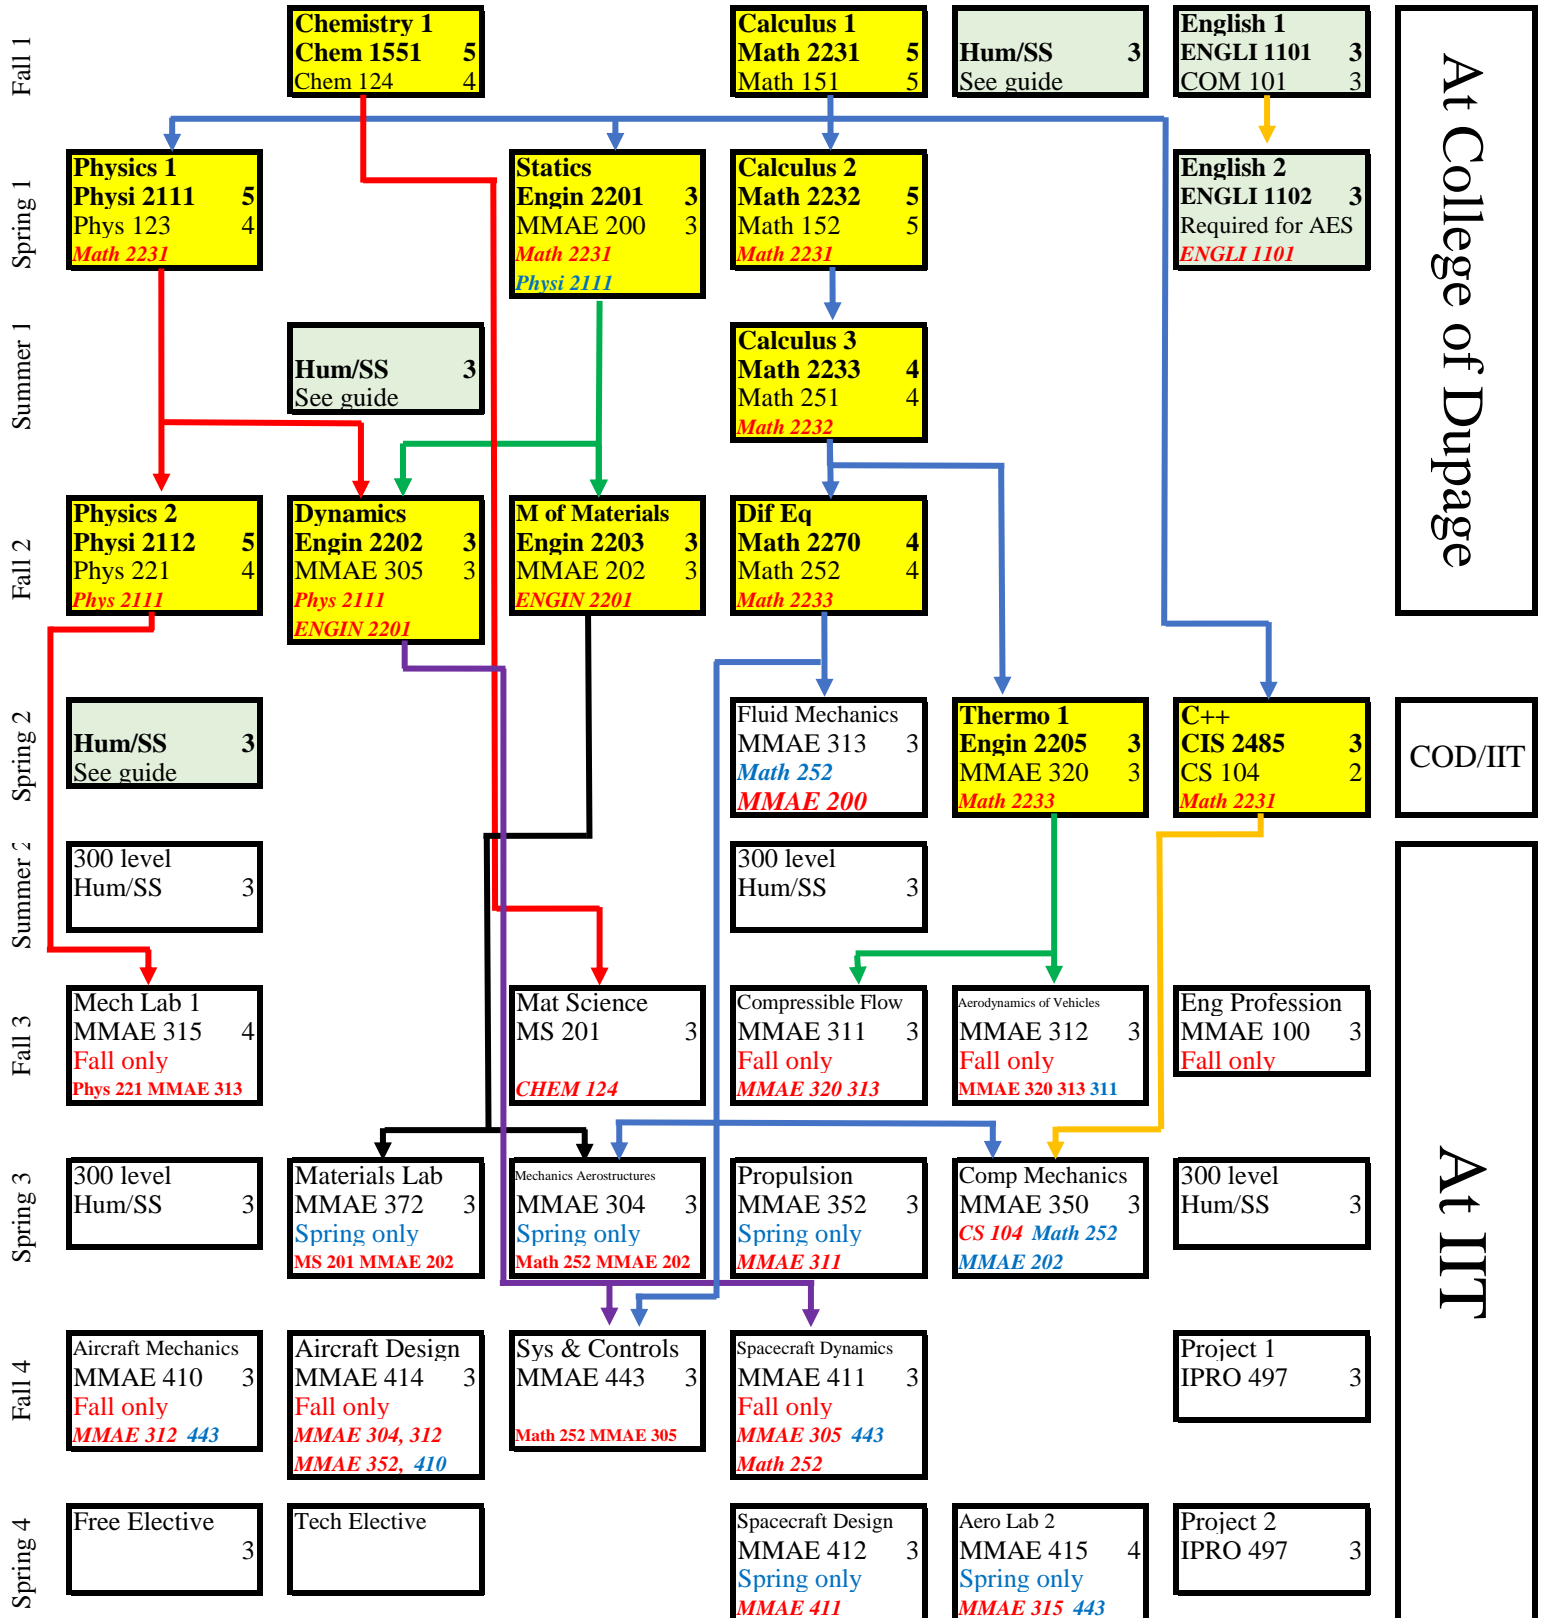 Fall 1
Chemistry 1
Chem 1551 5
Chem 124 4
Calculus 1
Math 2231 5
Math 151 5
Hum/SS 3
See guide
English 1
ENGLI 1101 3
COM 101 3
At College of Dupage
Spring 1
Physics 1
Physi 2111 5
Phys 123 4
Math 2231
Statics
Engin 2201 3
MMAE 200 3
Math 2231
Physi 2111
Calculus 2
Math 2232 5
Math 152 5
Math 2231
English 2
ENGLI 1102 3
Required for AES
ENGLI 1101
Summer 1
Hum/SS 3
See guide
Calculus 3
Math 2233 4
Math 251 4
Math 2232
Fall 2
Physics 2
Physi 2112 5
Phys 221 4
Phys 2111
Dynamics
Engin 2202 3
MMAE 305 3
Phys 2111
ENGIN 2201
M of Materials
Engin 2203 3
MMAE 202 3
ENGIN 2201
Dif Eq
Math 2270 4
Math 252 4
Math 2233
Spring 2
Hum/SS 3
See guide
Fluid Mechanics
MMAE 313 3
Math 252
MMAE 200
Thermo 1
Engin 2205 3
MMAE 320 3
Math 2233
C++
CIS 2485 3
CS 104 2
Math 2231
COD/IIT
Summer 2
300 level
Hum/SS 3
300 level
Hum/SS 3
At IIT
Fall 3
Mech Lab 1
MMAE 315 4
Fall only
Phys 221 MMAE 313
Mat Science
MS 201 3
CHEM 124
Compressible Flow
MMAE 311 3
Fall only
MMAE 320 313
Aerodynamics of Vehicles
MMAE 312 3
Fall only
MMAE 320 313 311
Eng Profession
MMAE 100 3
Fall only
Spring 3
300 level
Hum/SS 3
Materials Lab
MMAE 372 3
Spring only
MS 201 MMAE 202
Mechanics Aerostructures
MMAE 304 3
Spring only
Math 252 MMAE 202
Propulsion
MMAE 352 3
Spring only
MMAE 311
Comp Mechanics
MMAE 350 3
CS 104 Math 252
MMAE 202
300 level
Hum/SS 3
Fall 4
Aircraft Mechanics
MMAE 410 3
Fall only
MMAE 312 443
Aircraft Design
MMAE 414 3
Fall only
MMAE 304, 312
MMAE 352, 410
Sys & Controls
MMAE 443 3
Math 252 MMAE 305
Spacecraft Dynamics
MMAE 411 3
Fall only
MMAE 305 443
Math 252
Project 1
IPRO 497 3
Spring 4
Free Elective
3
Tech Elective
Spacecraft Design
MMAE 412 3
Spring only
MMAE 411
Aero Lab 2
MMAE 415 4
Spring only
MMAE 315 443
Project 2
IPRO 497 3